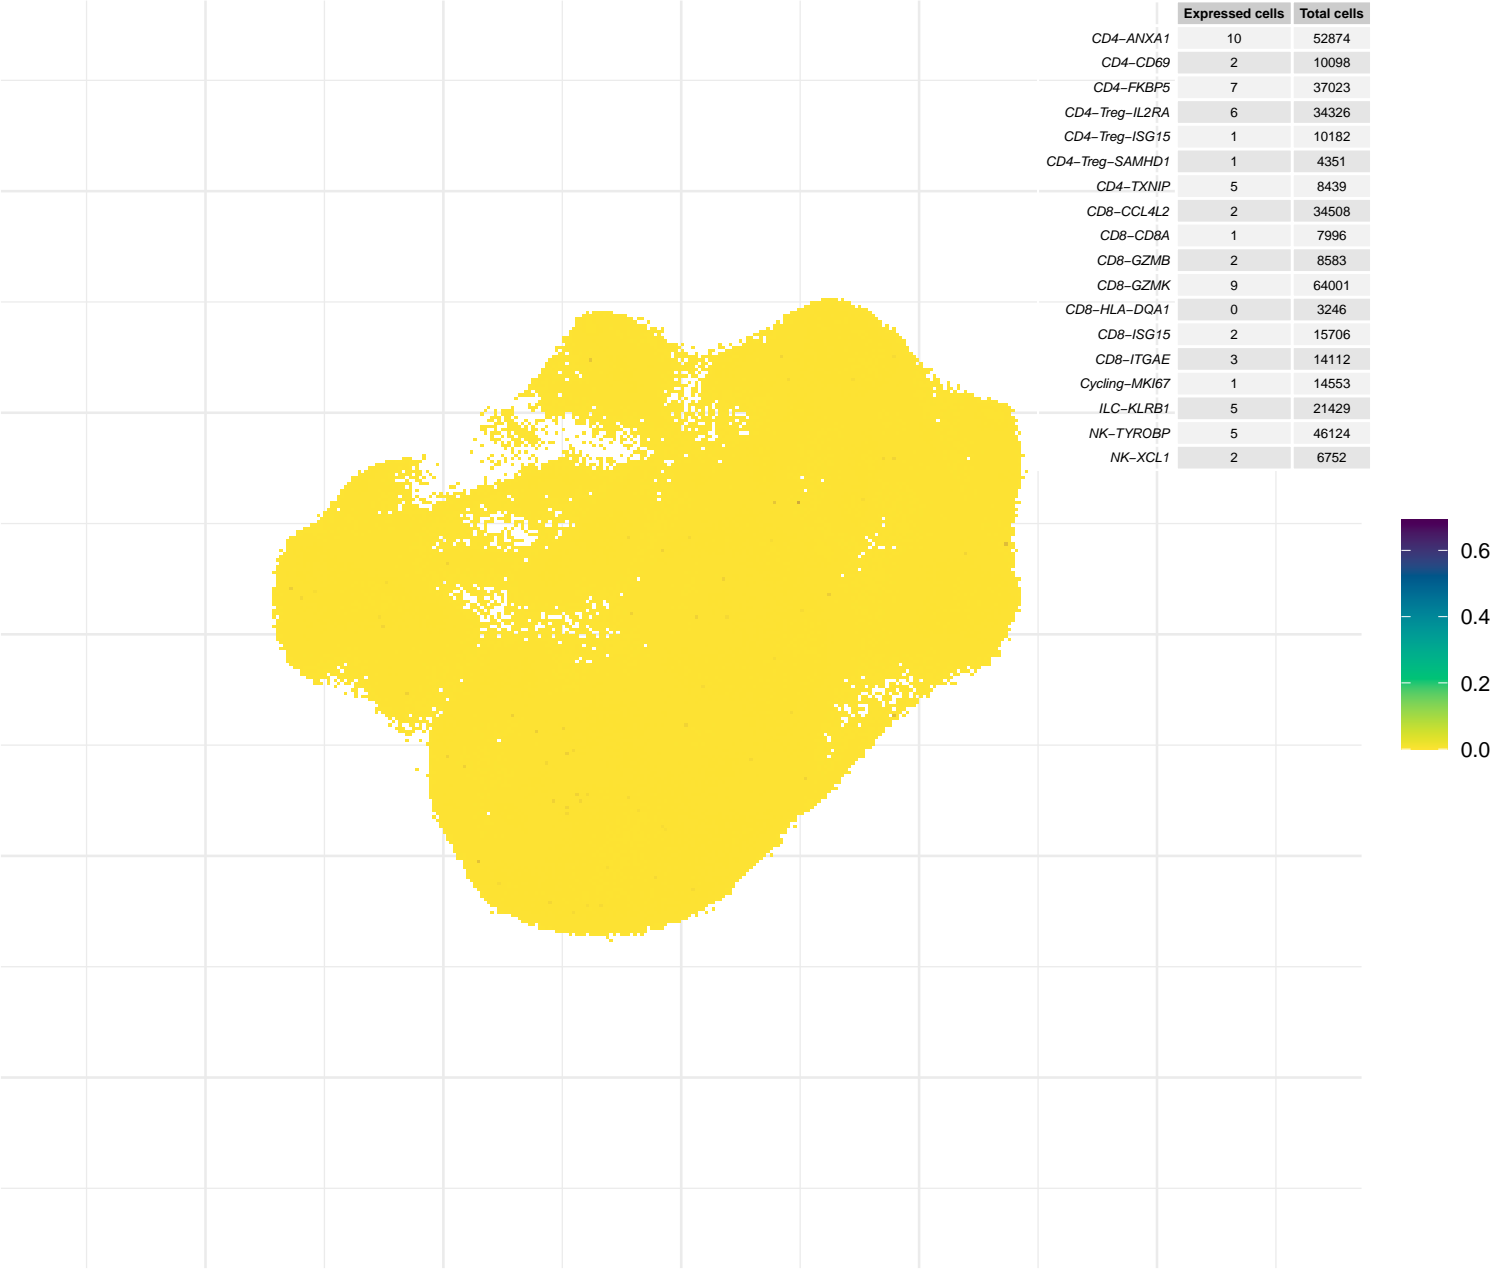 Expressed cells Total cells
CD4−ANXA1 10 52874
CD4−CD69 2 10098
CD4−FKBP5 7 37023
CD4−Treg−IL2RA 6 34326
CD4−Treg−ISG15 1 10182
CD4−Treg−SAMHD1 1 4351
CD4−TXNIP 5 8439
CD8−CCL4L2 2 34508
CD8−CD8A 1 7996
CD8−GZMB 2 8583
CD8−GZMK 9 64001
CD8−HLA−DQA1 0 3246
CD8−ISG15 2 15706
CD8−ITGAE 3 14112
Cycling−MKI67 1 14553
ILC−KLRB1 5 21429
NK−TYROBP 5 46124
NK−XCL1 2 6752
0.6
0.4
0.2
0.0